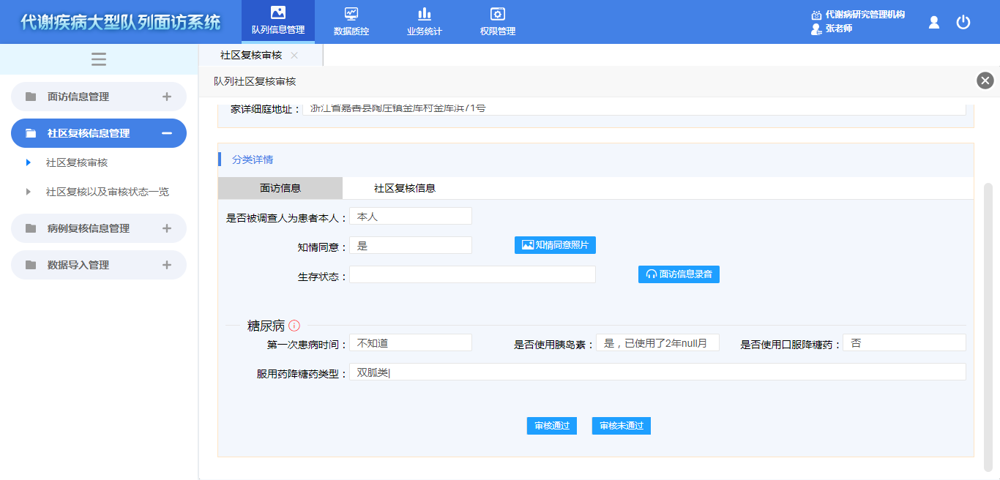 代谢疾病大型队列面访系统
队列信息管理
数据质控
业务统计
权限管理
代谢病研究管理机构
张老师
面访信息管理
社区复核信息管理
社区复核审核
社区复核以及审核状态一览
病例复核信息管理
数据导入管理
社区复核审核
队列社区复核审核
家详细庭地址： 浙江省嘉善县陶庄镇金库村金库浜71号
分类详情
面访信息 社区复核信息
是否被调查人为患者本人： 本人
知情同意： 是 知情同意照片
生存状态： 面访信息录音
糖尿病
第一次患病时间： 不知道 是否使用胰岛素： 是，已使用了2年null月 是否使用口服降糖药： 否
服用药降糖药类型： 双胍类|
审核通过 审核未通过